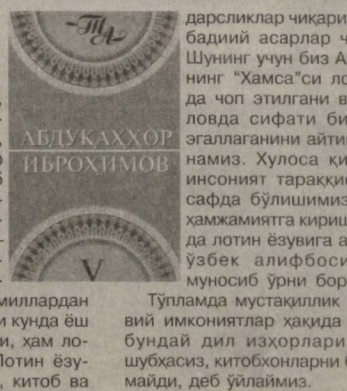 АБДУҚАҲҲОР
ИБРОҲИМОВ
V
миллардан
и кунда ёш
и, ҳам ло-
Лотин ёзу-
, китоб ва
дарсликлар чиқари
бадиий асарлар ч
Шунинг учун биз А
нинг “Хамса”си ло
да чоп этилгани в
ловда сифати би
эгаллаганини айти
намиз. Хулоса қи
инсоният тараққи
сафда бўлишимиз
ҳамжамиятга кириш
да лотин ёзувига а
ўзбек алифбоси
муносиб ўрни бор
Тўпламда мустақиллик
вий имкониятлар ҳақида
бундай дил изҳорлари
шубҳасиз, китобхонларни б
майди, деб ўйлаймиз.